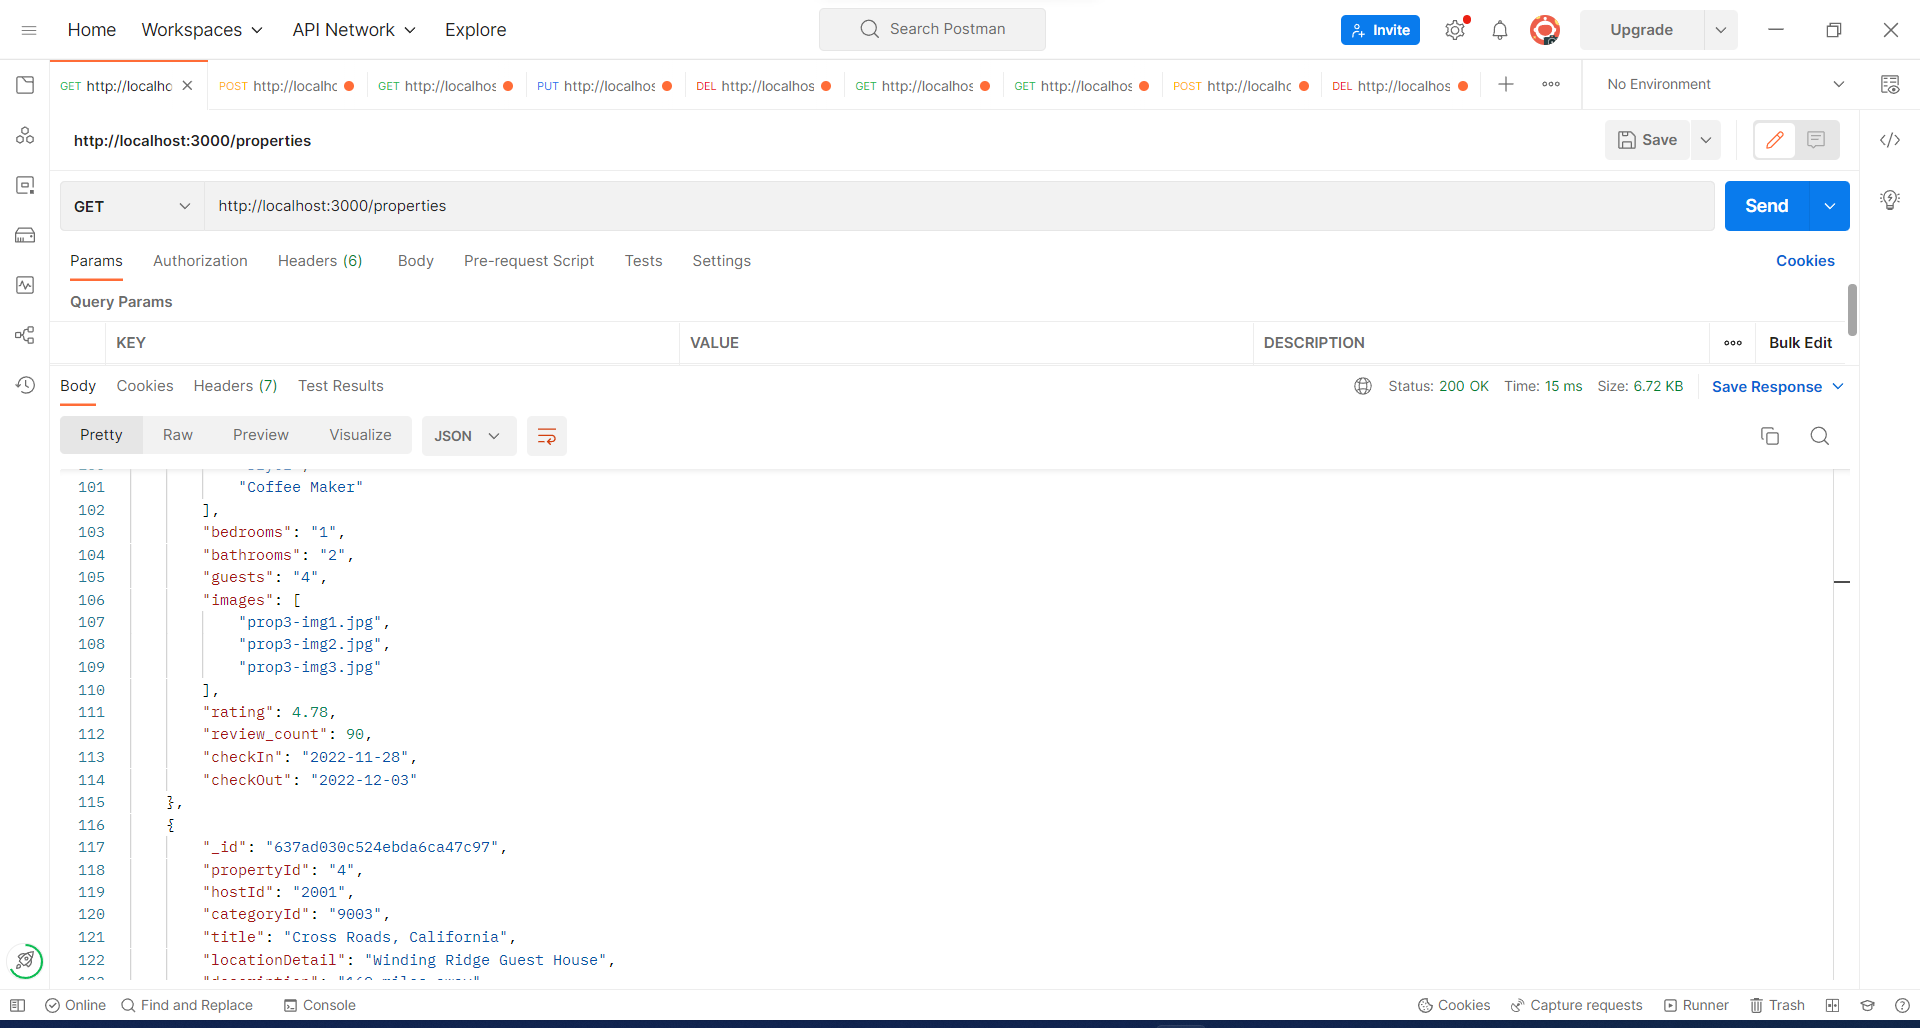 Home Workspaces API Network Explore Search Postman Invite Upgrade
GET http://localhc POST http://localhc GET http://localhos PUT http://localhos DEL http://localhos GET http://localhos GET http://localhos POST http://localhc DEL http://localhos No Environment
http://localhost:3000/properties Save
GET http://localhost:3000/properties Send
Params Authorization Headers (6) Body Pre-request Script Tests Settings Cookies
Query Params
KEY VALUE DESCRIPTION Bulk Edit
Body Cookies Headers (7) Test Results Status: 200 OK Time: 15 ms Size: 6.72 KB Save Response
Pretty Raw Preview Visualize JSON
101 "Coffee Maker"
102 ],
103 "bedrooms": "1",
104 "bathrooms": "2",
105 "guests": "4",
106 "images": [
107 "prop3-img1.jpg",
108 "prop3-img2.jpg",
109 "prop3-img3.jpg"
110 ],
111 "rating": 4.78,
112 "review_count": 90,
113 "checkIn": "2022-11-28",
114 "checkOut": "2022-12-03"
115 },
116 {
117 "_id": "637ad030c524ebda6ca47c97",
118 "propertyId": "4",
119 "hostId": "2001",
120 "categoryId": "9003",
121 "title": "Cross Roads, California",
122 "locationDetail": "Winding Ridge Guest House",
Online Find and Replace Console Cookies Capture requests Runner Trash